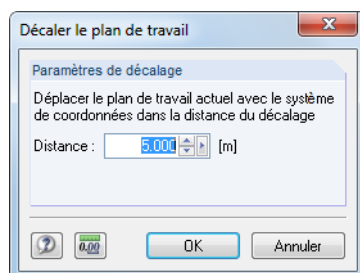 Décaler le plan de travail
Paramètres de décalage
Déplacer le plan de travail actuel avec le système
de coordonnées dans la distance du décalage
Distance : 5.000 [m]
0.00 OK Annuler